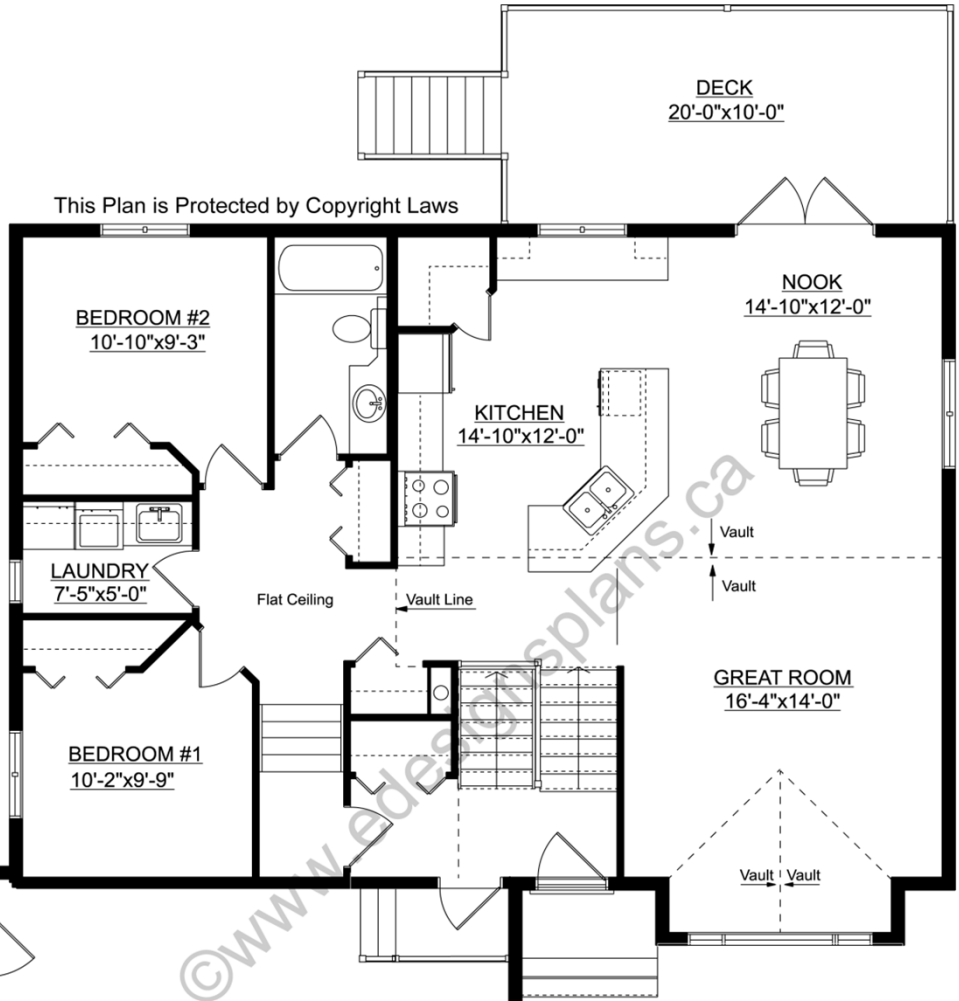 DECK
20'-0"x10'-0"
This Plan is Protected by Copyright Laws
BEDROOM #2
10'-10"x9'-3"
NOOK
14'-10"x12'-0"
KITCHEN
14'-10"x12'-0"
Vault
Vault
LAUNDRY
7'-5"x5'-0"
Flat Ceiling
Vault Line
GREAT ROOM
16'-4"x14'-0"
BEDROOM #1
10'-2"x9'-9"
Vault
Vault
©www.edesignsplans.ca